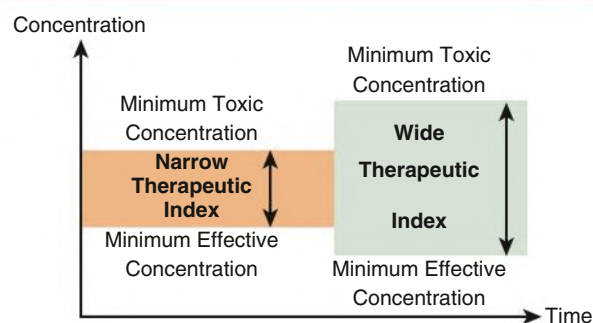 Concentration
Minimum Toxic
Concentration
Minimum Toxic
Concentration
Narrow
Therapeutic
Index
Wide
Therapeutic
Index
Minimum Effective
Concentration
Minimum Effective
Concentration
Time